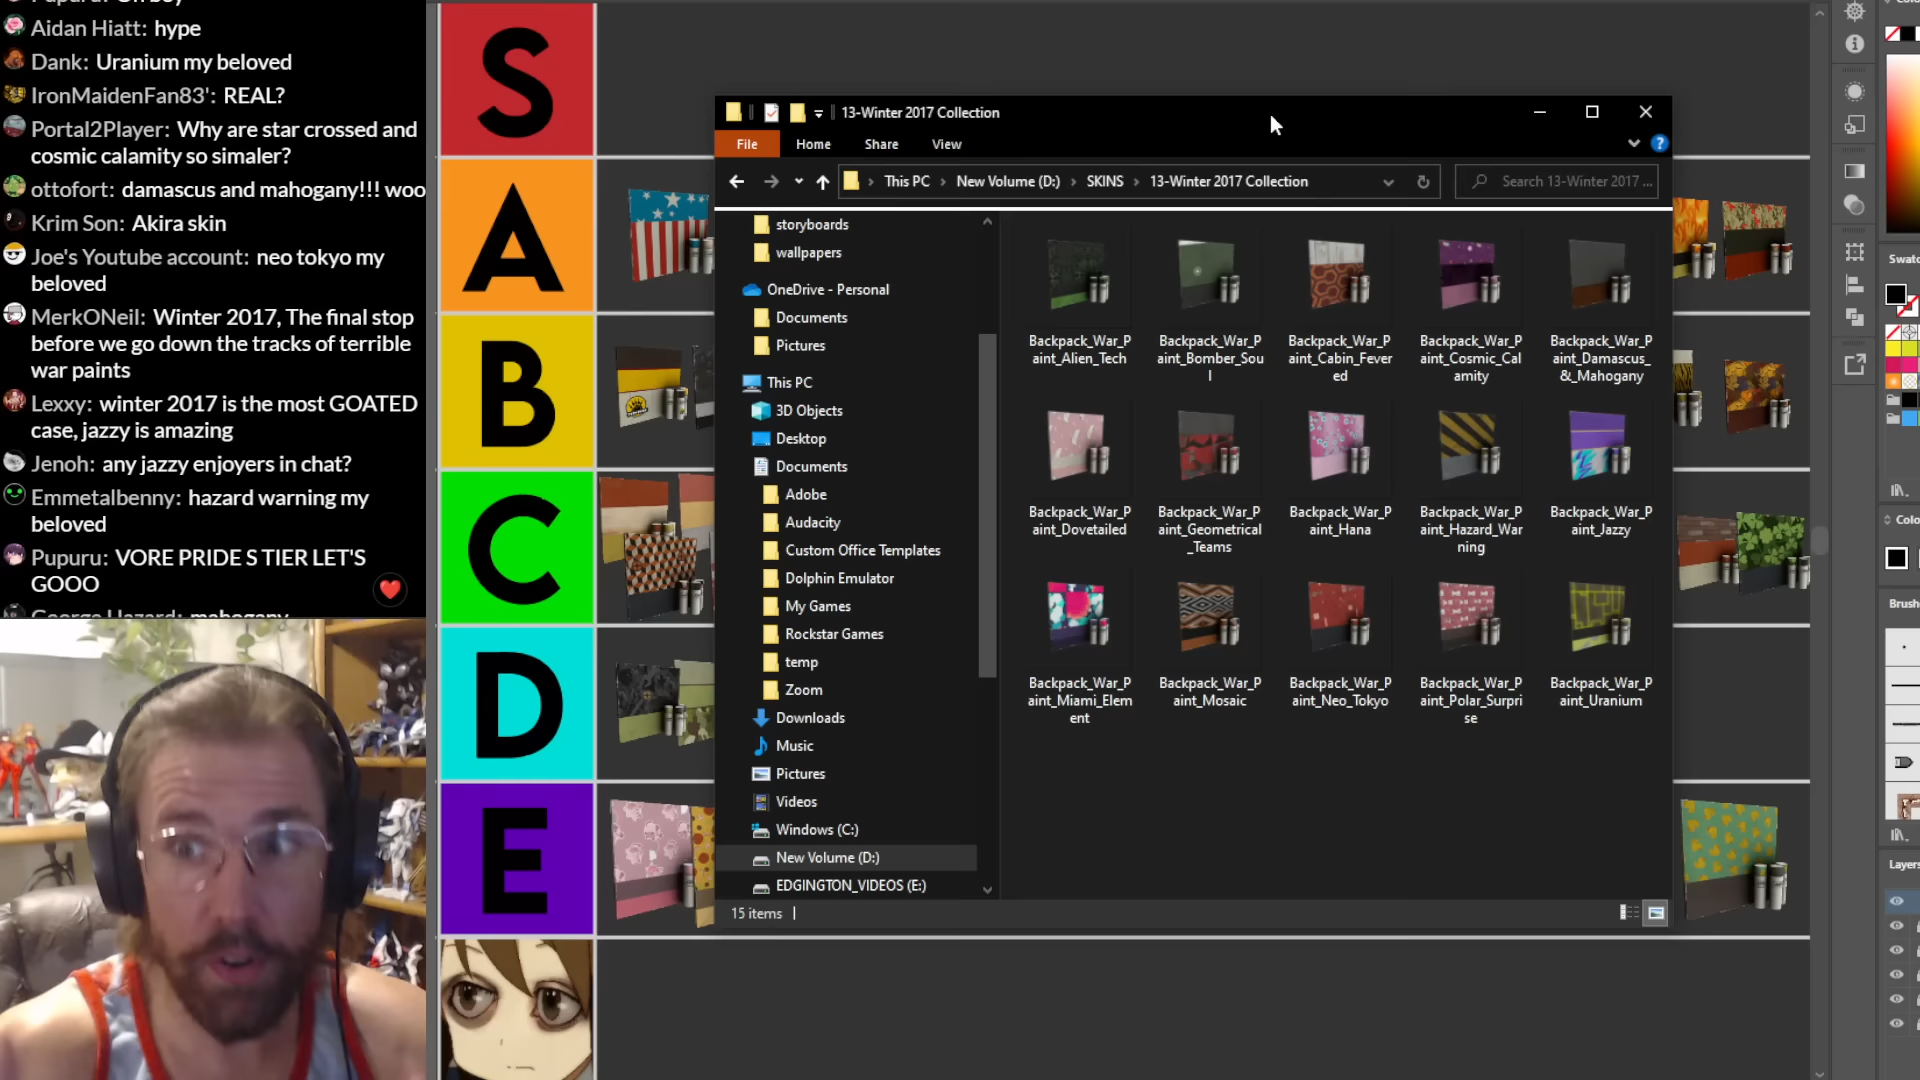 Aidan Hiatt: hype
Dank: Uranium my beloved
IronMaidenFan83': REAL?
Portal2Player: Why are star crossed and
cosmic calamity so simaler?
ottofort: damascus and mahogany!!! woo
Krim Son: Akira skin
Joe's Youtube account: neo tokyo my
beloved
MerkONeil: Winter 2017, The final stop
before we go down the tracks of terrible
war paints
Lexxy: winter 2017 is the most GOATED
case, jazzy is amazing
Jenoh: any jazzy enjoyers in chat?
Emmetalbenny: hazard warning my
beloved
Pupuru: VORE PRIDE S TIER LET'S
GOOO
George Hazard: mahogany
S
A
B
C
D
E
13-Winter 2017 Collection
File
Home
Share
View
This PC
New Volume (D:)
SKINS
13-Winter 2017 Collection
Search 13-Winter 2017 ...
storyboards
wallpapers
OneDrive - Personal
Documents
Pictures
This PC
3D Objects
Desktop
Documents
Adobe
Audacity
Custom Office Templates
Dolphin Emulator
My Games
Rockstar Games
temp
Zoom
Downloads
Music
Pictures
Videos
Windows (C:)
New Volume (D:)
EDGINGTON_VIDEOS (E:)
Backpack_War_P
aint_Alien_Tech
Backpack_War_P
aint_Bomber_Sou
l
Backpack_War_P
aint_Cabin_Fever
ed
Backpack_War_P
aint_Cosmic_Cal
amity
Backpack_War_P
aint_Damascus_
&_Mahogany
Backpack_War_P
aint_Dovetailed
Backpack_War_P
aint_Geometrical
_Teams
Backpack_War_P
aint_Hana
Backpack_War_P
aint_Hazard_War
ning
Backpack_War_P
aint_Jazzy
Backpack_War_P
aint_Miami_Elem
ent
Backpack_War_P
aint_Mosaic
Backpack_War_P
aint_Neo_Tokyo
Backpack_War_P
aint_Polar_Surpri
se
Backpack_War_P
aint_Uranium
15 items
Swatc
Brushe
Layers